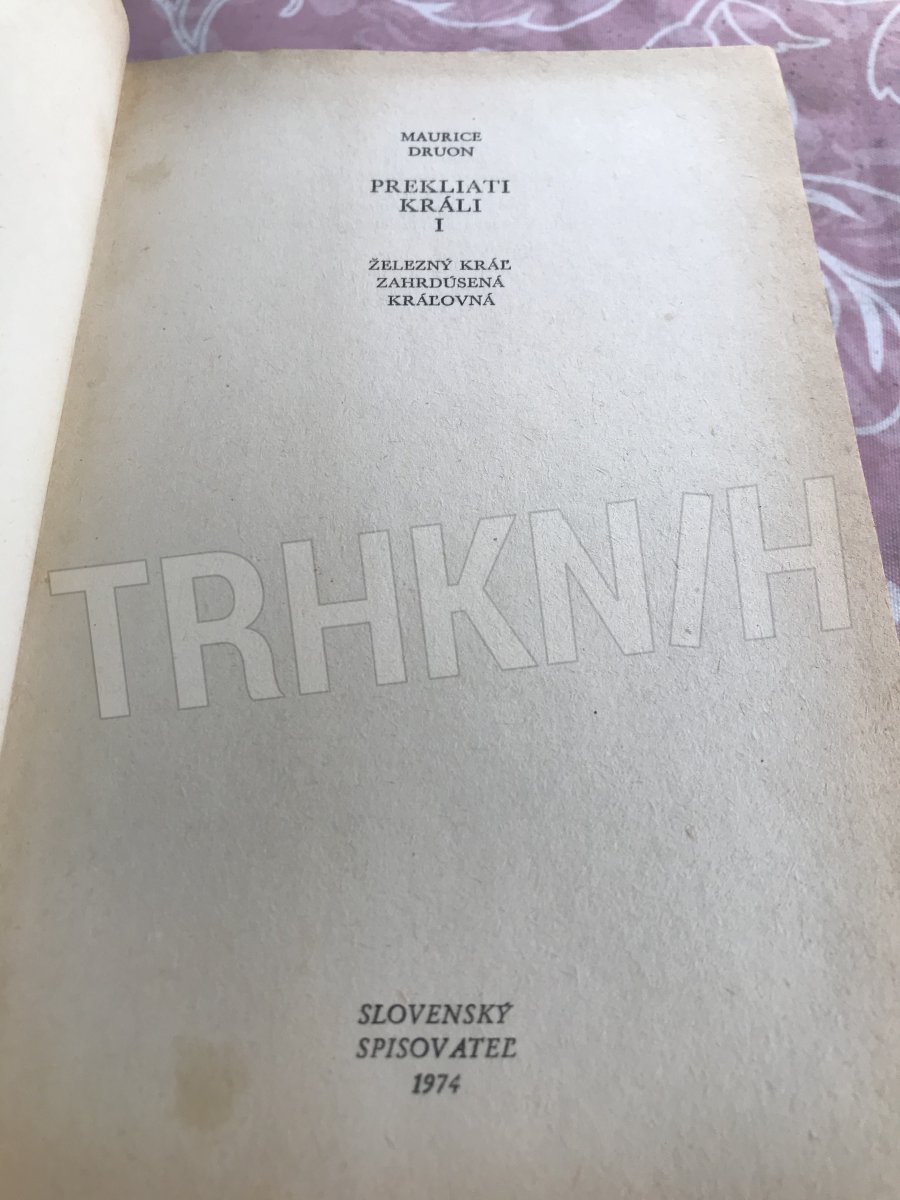 MAURICE
DRUON
PREKLIATI
KRÁLI
I
ŽELEZNÝ KRÁĽ
ZAHRDÚSENÁ
KRÁĽOVNÁ
TRHKNIH
SLOVENSKÝ
SPISOVATEĽ
1974